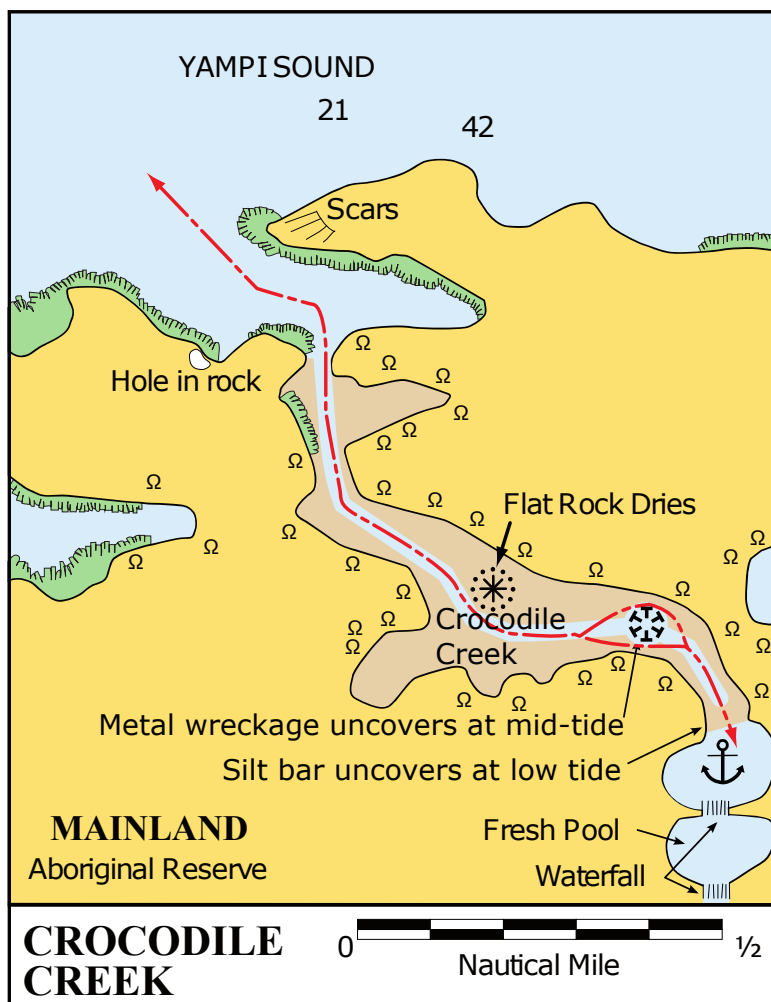 YAMPI SOUND
21
42
Scars
Hole in rock
Flat Rock Dries
Crocodile
Creek
Metal wreckage uncovers at mid-tide
Silt bar uncovers at low tide
MAINLAND
Aboriginal Reserve
Fresh Pool
Waterfall
CROCODILE
CREEK
0
½
Nautical Mile